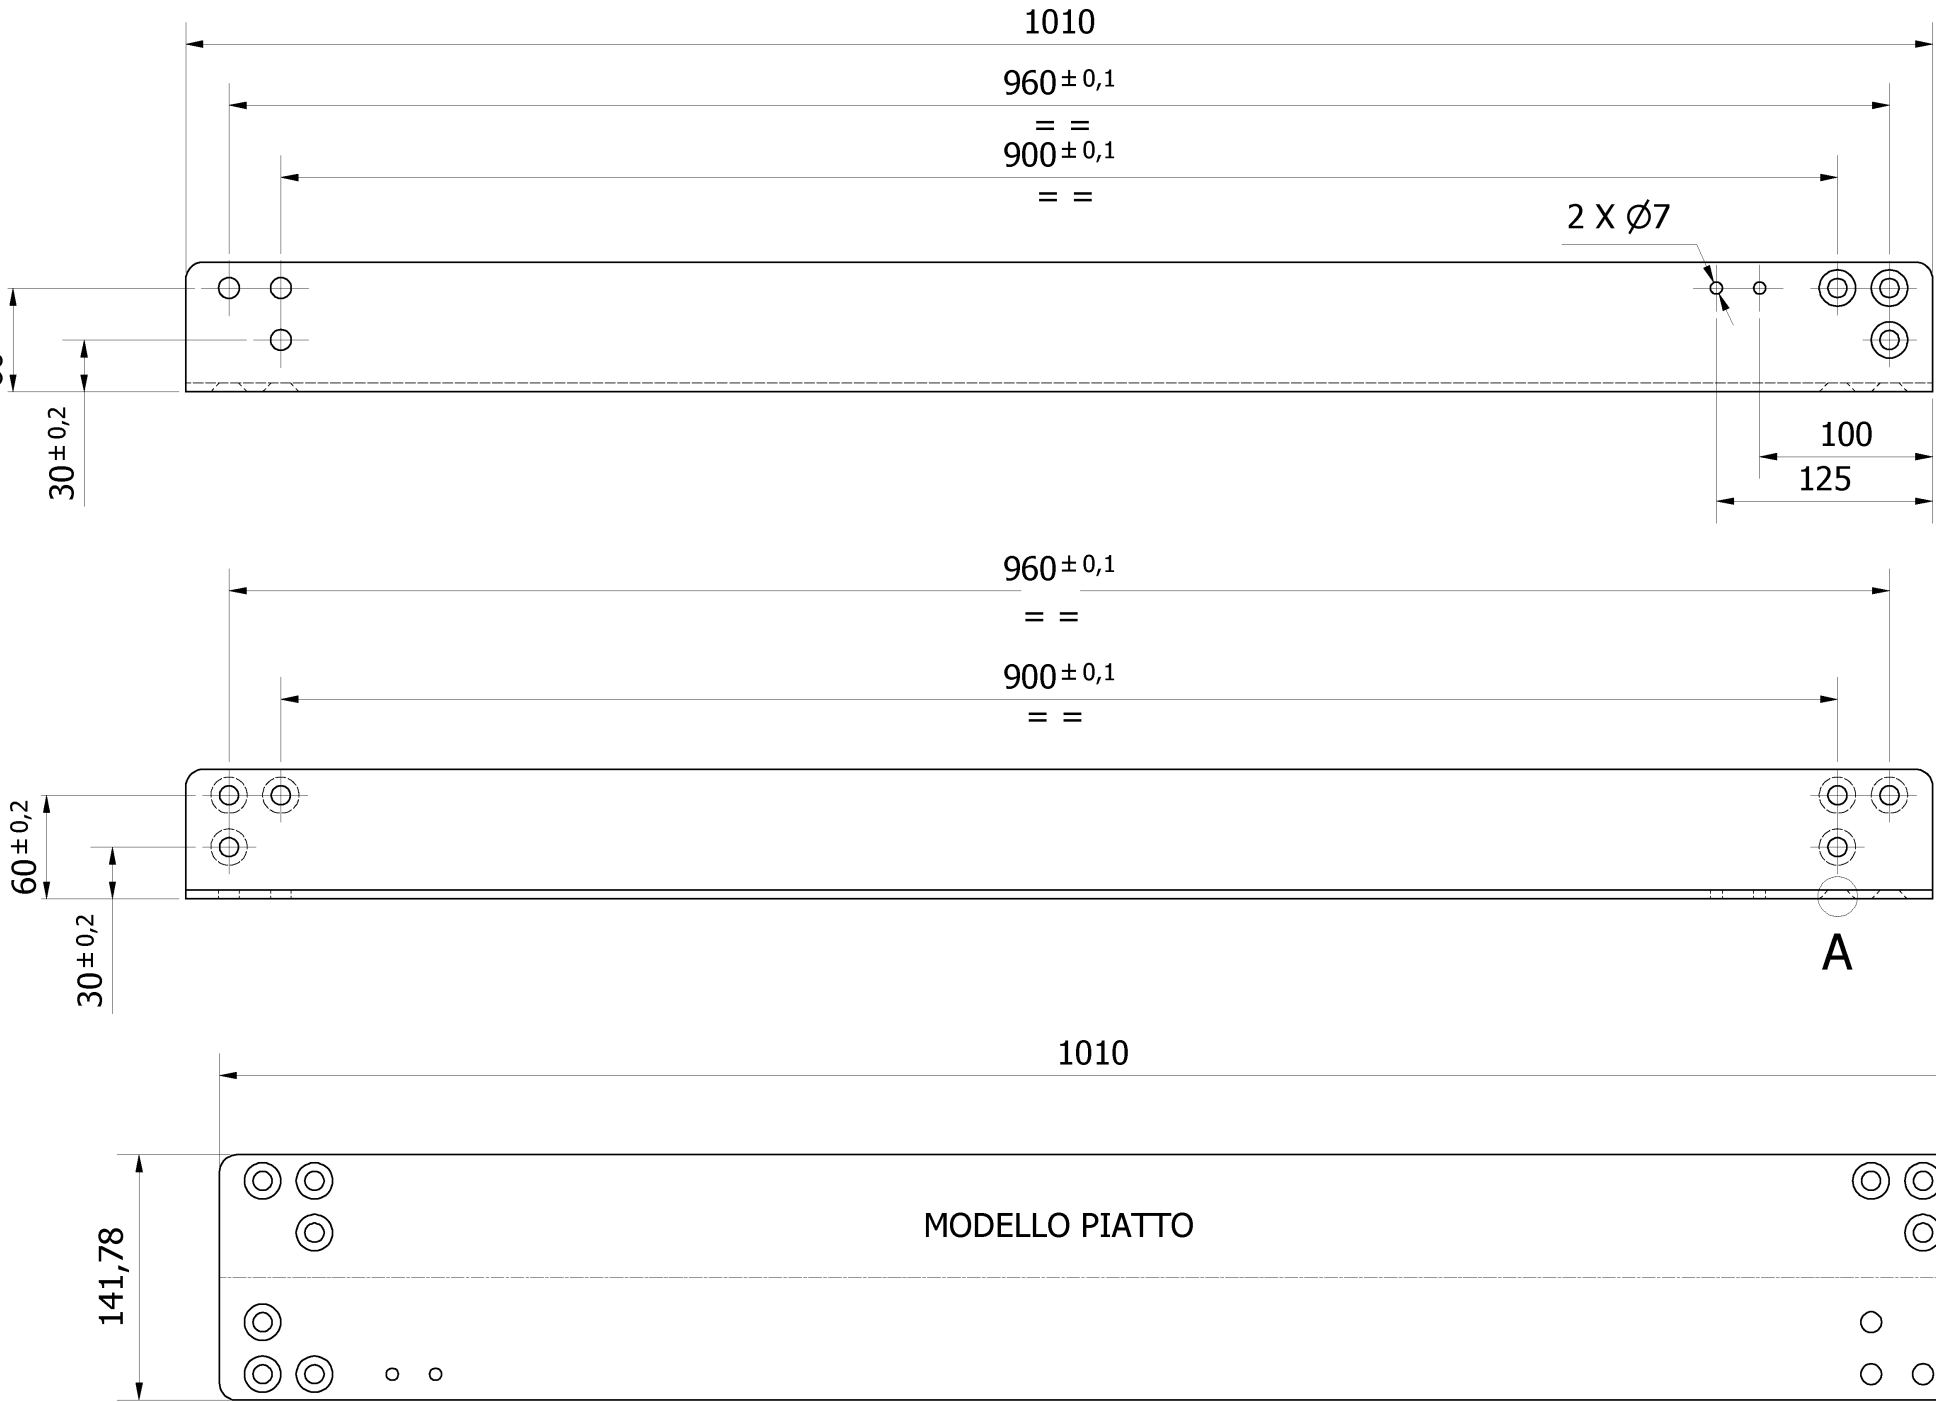 1010
960 ± 0,1
= =
900 ± 0,1
= =
2 X Ø7
30 ± 0,2
100
125
960 ± 0,1
= =
900 ± 0,1
= =
60 ± 0,2
30 ± 0,2
A
1010
141,78
MODELLO PIATTO